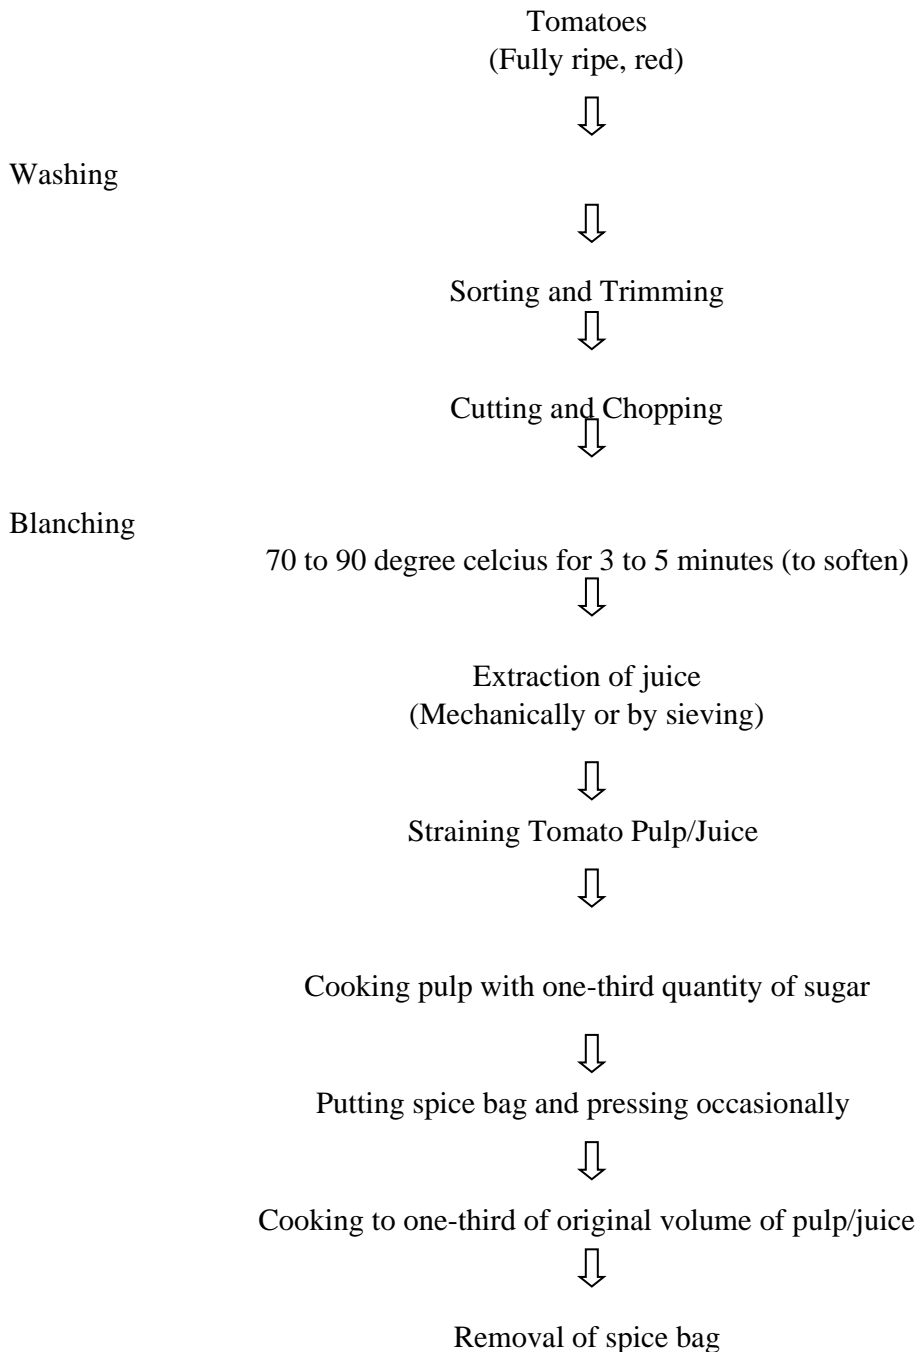 Tomatoes
(Fully ripe, red)
Washing
Sorting and Trimming
Cutting and Chopping
Blanching
70 to 90 degree celcius for 3 to 5 minutes (to soften)
Extraction of juice
(Mechanically or by sieving)
Straining Tomato Pulp/Juice
Cooking pulp with one-third quantity of sugar
Putting spice bag and pressing occasionally
Cooking to one-third of original volume of pulp/juice
Removal of spice bag